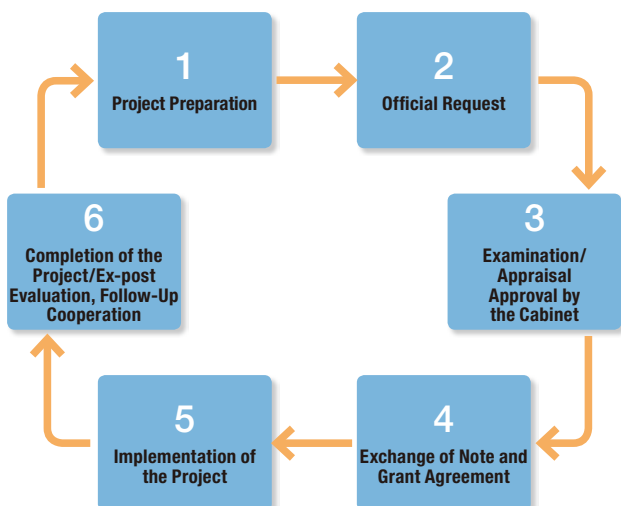 1
Project Preparation
2
Official Request
3
Examination/
Appraisal
Approval by
the Cabinet
4
Exchange of Note and
Grant Agreement
5
Implementation of
the Project
6
Completion of the
Project/Ex-post
Evaluation, Follow-Up
Cooperation